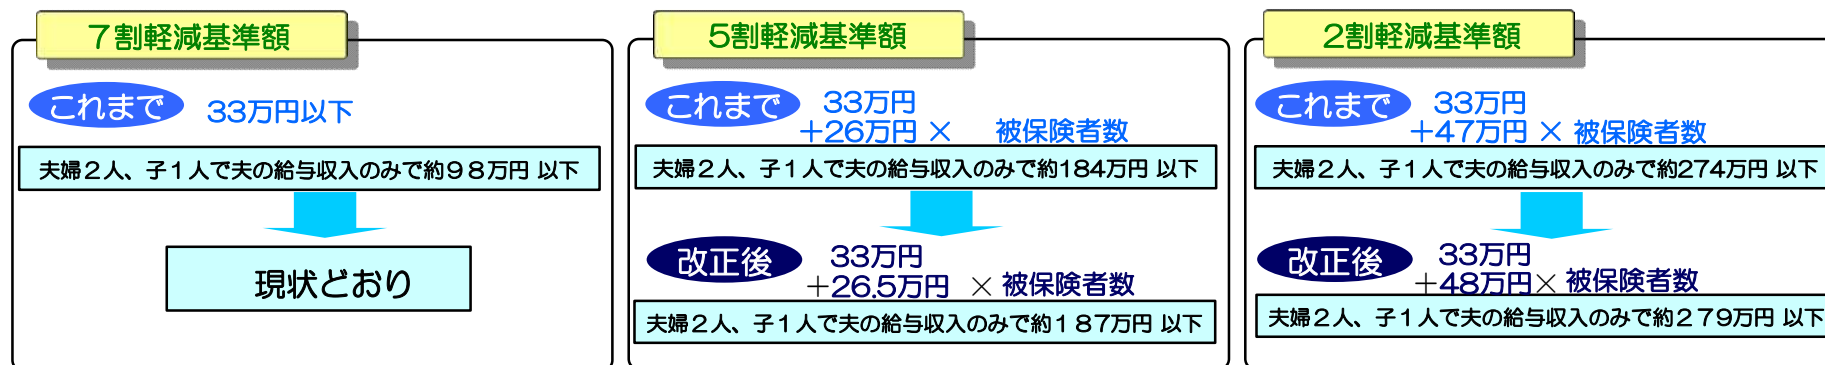 ７割軽減基準額
これまで
33万円以下
夫婦２人、子１人で夫の給与収入のみで約９８万円 以下
現状どおり
５割軽減基準額
これまで
33万円
＋26万円 × 被保険者数
夫婦２人、子１人で夫の給与収入のみで約184万円 以下
改正後
33万円
＋26.5万円 × 被保険者数
夫婦２人、子１人で夫の給与収入のみで約１８７万円 以下
２割軽減基準額
これまで
33万円
＋47万円 × 被保険者数
夫婦２人、子１人で夫の給与収入のみで約274万円 以下
改正後
33万円
＋48万円× 被保険者数
夫婦２人、子１人で夫の給与収入のみで約２７９万円 以下